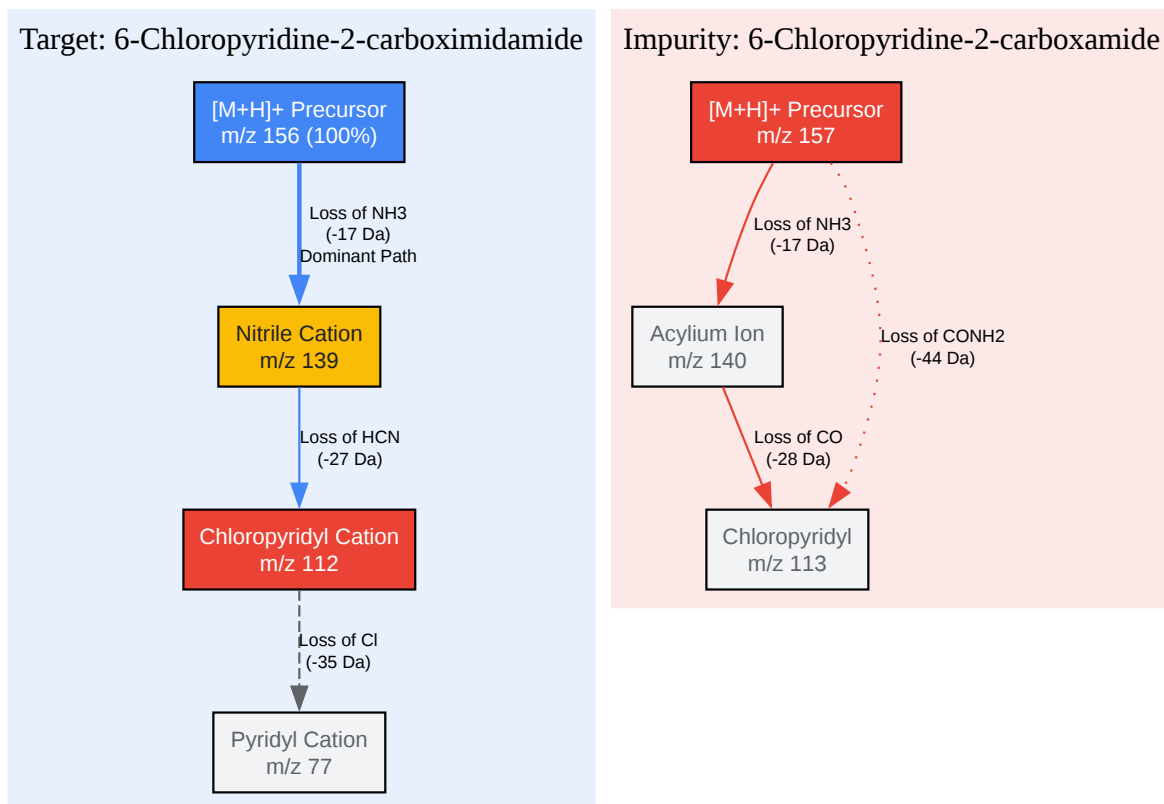 Target: 6-Chloropyridine-2-carboximidamide
[M+H]+ Precursor
m/z 156 (100%)
Loss of NH3
(-17 Da)
Dominant Path
Nitrile Cation
m/z 139
Loss of HCN
(-27 Da)
Chloropyridyl Cation
m/z 112
Loss of Cl
(-35 Da)
Pyridyl Cation
m/z 77
Impurity: 6-Chloropyridine-2-carboxamide
[M+H]+ Precursor
m/z 157
Loss of NH3
(-17 Da)
Acylium Ion
m/z 140
Loss of CONH2
(-44 Da)
Loss of CO
(-28 Da)
Chloropyridyl
m/z 113